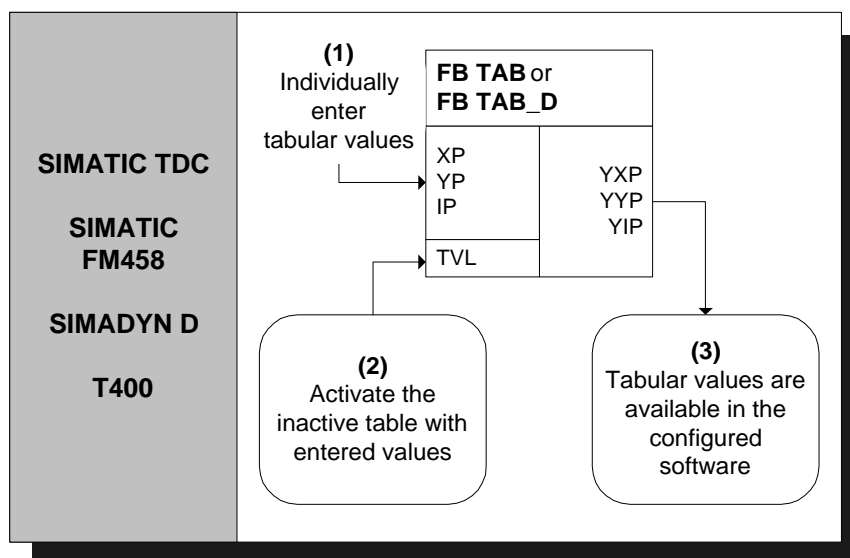 SIMATIC TDC
SIMATIC
FM458
SIMADYN D
T400
(1)
Individually
enter
tabular values
FB TAB or
FB TAB_D
XP
YP
IP
TVL
YXP
YYP
YIP
(2)
Activate the
inactive table with
entered values
(3)
Tabular values are
available in the
configured
software